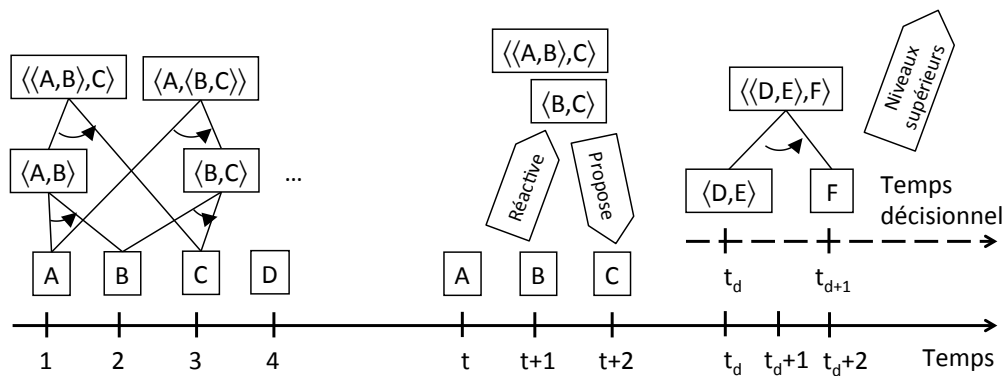 ⟨⟨A,B⟩,C⟩ ⟨A,⟨B,C⟩⟩
⟨A,B⟩ ⟨B,C⟩ ...
A B C D
1 2 3 4
⟨⟨A,B⟩,C⟩
⟨B,C⟩
Réactive
Propose
A B C
t t+1 t+2
⟨⟨D,E⟩,F⟩
⟨D,E⟩ F
Niveaux
supérieurs
Temps
décisionnel
t_d t_{d+1}
t_d t_d+1 t_d+2 Temps